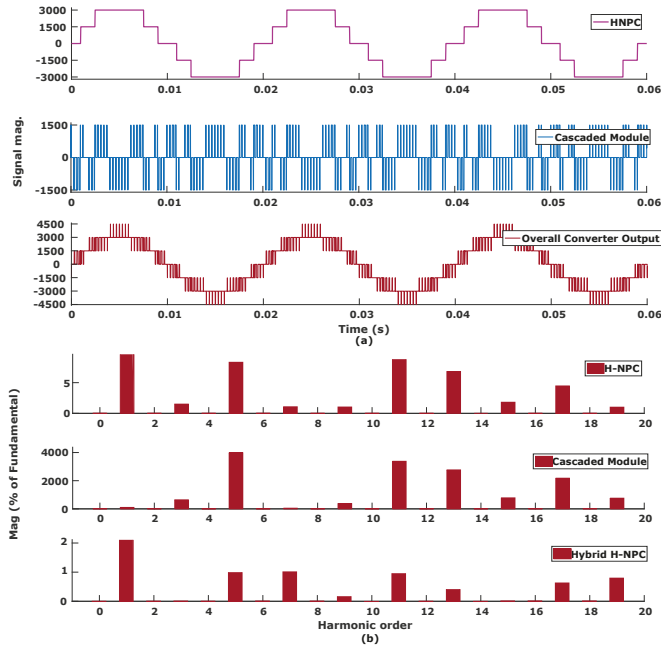 3000
1500
0
-1500
-3000
HNPC
0 0.01 0.02 0.03 0.04 0.05 0.06
Signal mag.
1500
0
-1500
Cascaded Module
0 0.01 0.02 0.03 0.04 0.05 0.06
4500
3000
1500
0
-1500
-3000
-4500
Overall Converter Output
0 0.01 0.02 0.03 0.04 0.05 0.06
Time (s)
(a)
Mag (% of Fundamental)
5
0
H-NPC
0 2 4 6 8 10 12 14 16 18 20
4000
2000
0
Cascaded Module
0 2 4 6 8 10 12 14 16 18 20
2
1
0
Hybrid H-NPC
0 2 4 6 8 10 12 14 16 18 20
Harmonic order
(b)